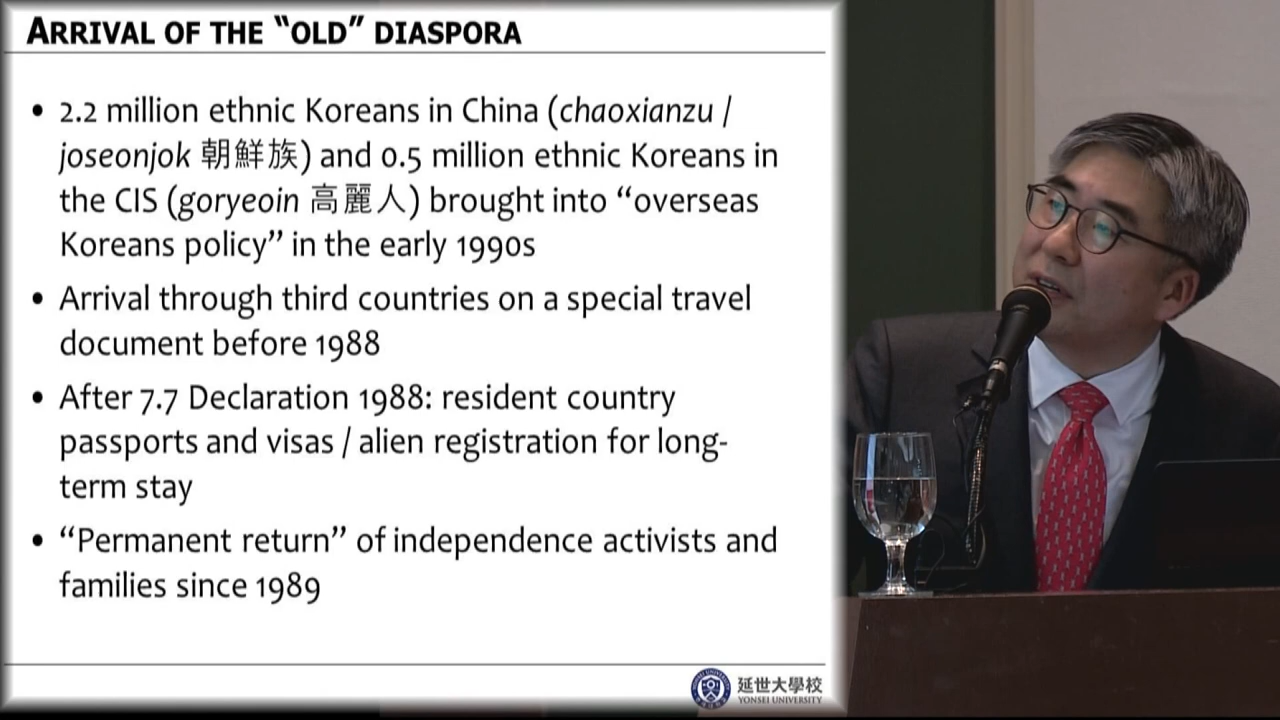 ARRIVAL OF THE “OLD” DIASPORA
• 2.2 million ethnic Koreans in China (chaoxianzu /
joseonjok 朝鮮族) and 0.5 million ethnic Koreans in
the CIS (goryeoin 高麗人) brought into “overseas
Koreans policy” in the early 1990s
• Arrival through third countries on a special travel
document before 1988
• After 7.7 Declaration 1988: resident country
passports and visas / alien registration for long-
term stay
• “Permanent return” of independence activists and
families since 1989
延世大學校
YONSEI UNIVERSITY